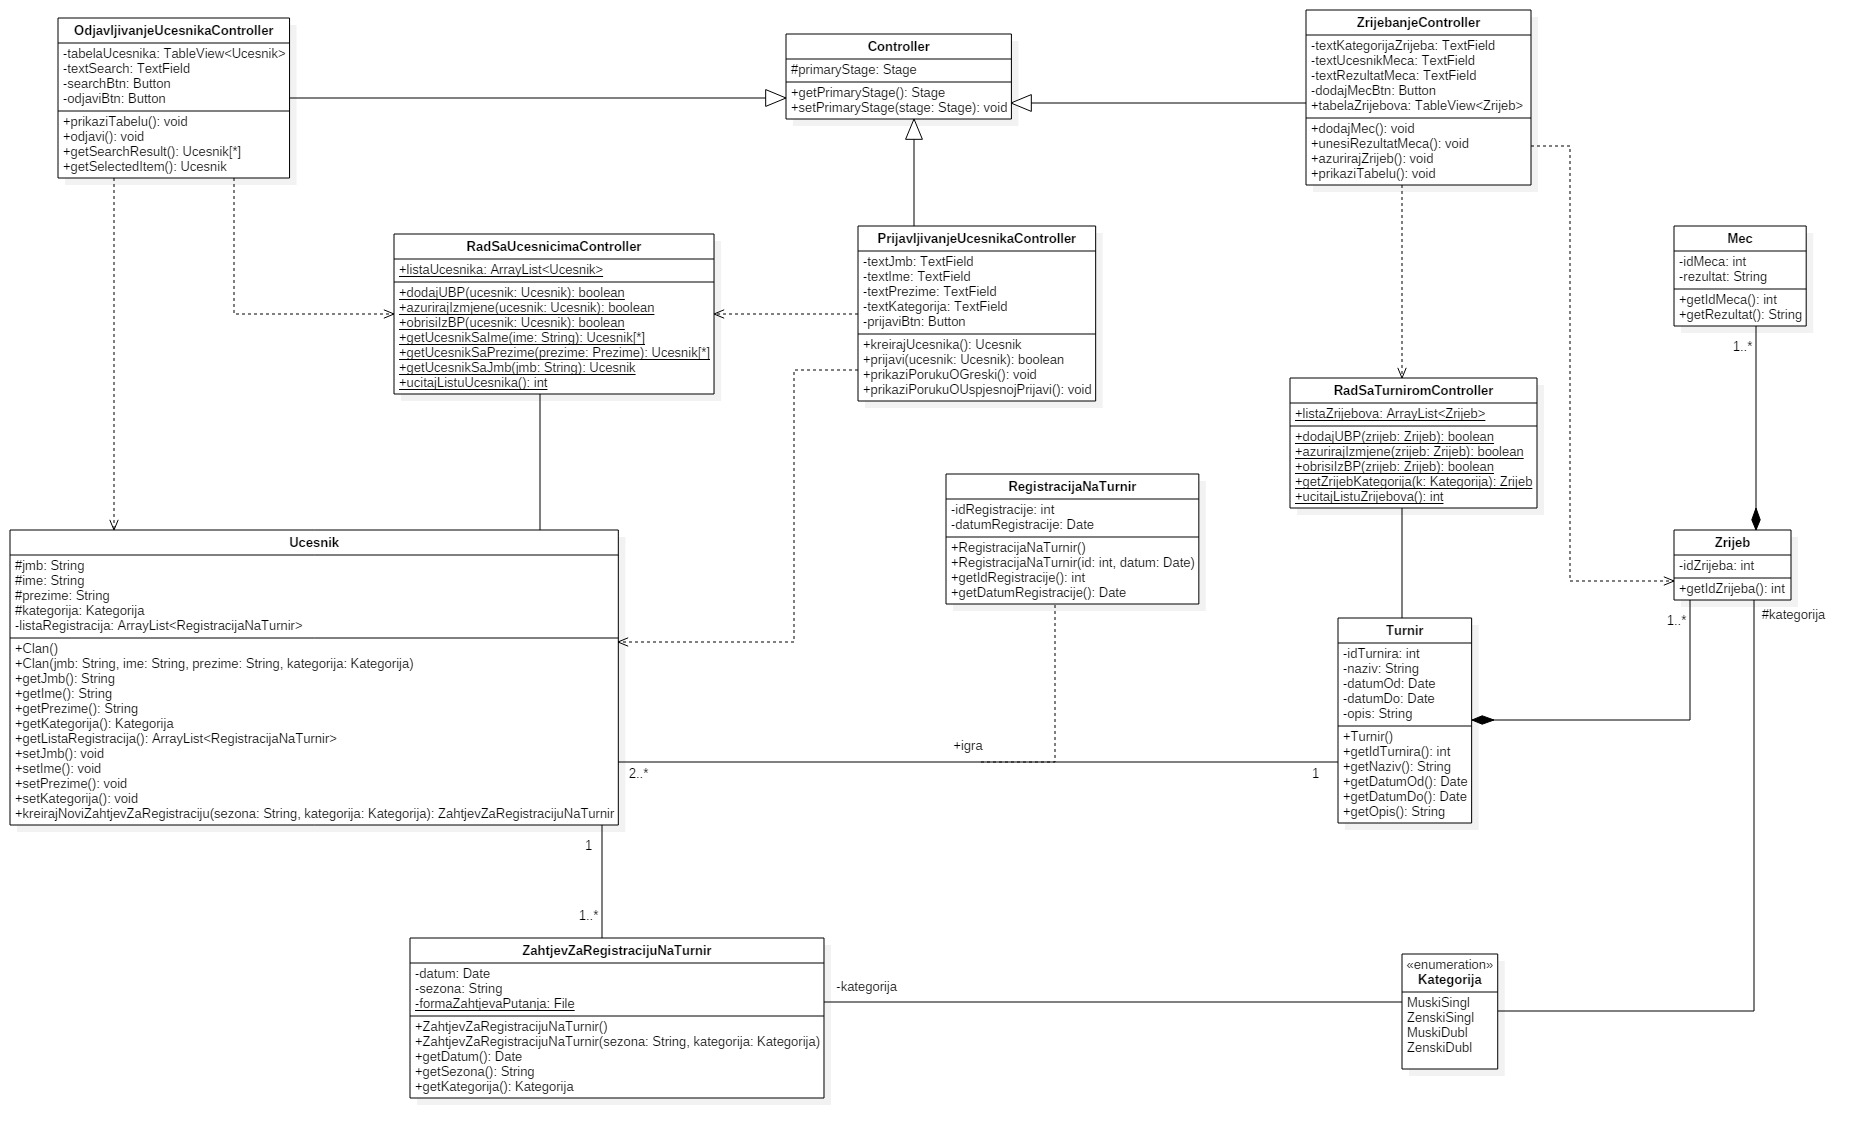 OdjavljivanjeUcesnikaController
-tabelaUcesnika: TableView<Ucesnik>
-textSearch: TextField
-searchBtn: Button
-odjaviBtn: Button
+prikaziTabelu(): void
+odjavi(): void
+getSearchResult(): Ucesnik[*]
+getSelectedItem(): Ucesnik
Controller
#primaryStage: Stage
+getPrimaryStage(): Stage
+setPrimaryStage(stage: Stage): void
ZrijebanjeController
-textKategorijaZrijeba: TextField
-textUcesnikMeca: TextField
-textRezultatMeca: TextField
-dodajMecBtn: Button
+tabelaZrijebova: TableView<Zrijeb>
+dodajMec(): void
+unesiRezultatMeca(): void
+azurirajZrijeb(): void
+prikaziTabelu(): void
RadSaUcesnicimaController
+listaUcesnika: ArrayList<Ucesnik>
+dodajUBP(ucesnik: Ucesnik): boolean
+azurirajIzmjene(ucesnik: Ucesnik): boolean
+obrisiIzBP(ucesnik: Ucesnik): boolean
+getUcesnikSaIme(ime: String): Ucesnik[*]
+getUcesnikSaPrezime(prezime: Prezime): Ucesnik[*]
+getUcesnikSaJmb(jmb: String): Ucesnik
+ucitajListuUcesnika(): int
PrijavljivanjeUcesnikaController
-textJmb: TextField
-textIme: TextField
-textPrezime: TextField
-textKategorija: TextField
-prijaviBtn: Button
+kreirajUcesnika(): Ucesnik
+prijavi(ucesnik: Ucesnik): boolean
+prikaziPorukuOGreski(): void
+prikaziPorukuOUspjesnojPrijavi(): void
Mec
-idMeca: int
-rezultat: String
+getIdMeca(): int
+getRezultat(): String
1..*
RadSaTurniromController
+listaZrijebova: ArrayList<Zrijeb>
+dodajUBP(zrijeb: Zrijeb): boolean
+azurirajIzmjene(zrijeb: Zrijeb): boolean
+obrisiIzBP(zrijeb: Zrijeb): boolean
+getZrijebKategorija(k: Kategorija): Zrijeb
+ucitajListuZrijebova(): int
RegistracijaNaTurnir
-idRegistracije: int
-datumRegistracije: Date
+RegistracijaNaTurnir()
+RegistracijaNaTurnir(id: int, datum: Date)
+getIdRegistracije(): int
+getDatumRegistracije(): Date
Zrijeb
-idZrijeba: int
+getIdZrijeba(): int
1..*
#kategorija
Ucesnik
#jmb: String
#ime: String
#prezime: String
#kategorija: Kategorija
-listaRegistracija: ArrayList<RegistracijaNaTurnir>
+Clan()
+Clan(jmb: String, ime: String, prezime: String, kategorija: Kategorija)
+getJmb(): String
+getIme(): String
+getPrezime(): String
+getKategorija(): Kategorija
+getListaRegistracija(): ArrayList<RegistracijaNaTurnir>
+setJmb(): void
+setIme(): void
+setPrezime(): void
+setKategorija(): void
+kreirajNoviZahtjevZaRegistraciju(sezona: String, kategorija: Kategorija): ZahtjevZaRegistracijuNaTurnir
Turnir
-idTurnira: int
-naziv: String
-datumOd: Date
-datumDo: Date
-opis: String
+Turnir()
+getIdTurnira(): int
+getNaziv(): String
+getDatumOd(): Date
+getDatumDo(): Date
+getOpis(): String
+igra
2..*
1
1
1..*
ZahtjevZaRegistracijuNaTurnir
-datum: Date
-sezona: String
-formaZahtjevaPutanja: File
+ZahtjevZaRegistracijuNaTurnir()
+ZahtjevZaRegistracijuNaTurnir(sezona: String, kategorija: Kategorija)
+getDatum(): Date
+getSezona(): String
+getKategorija(): Kategorija
-kategorija
«enumeration»
Kategorija
MuskiSingl
ZenskiSingl
MuskiDubl
ZenskiDubl